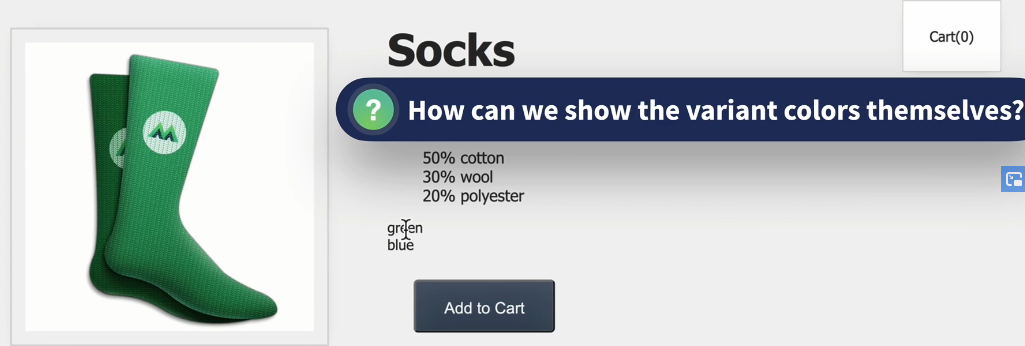 Socks
Cart(0)
? How can we show the variant colors themselves?
50% cotton
30% wool
20% polyester
green
blue
Add to Cart